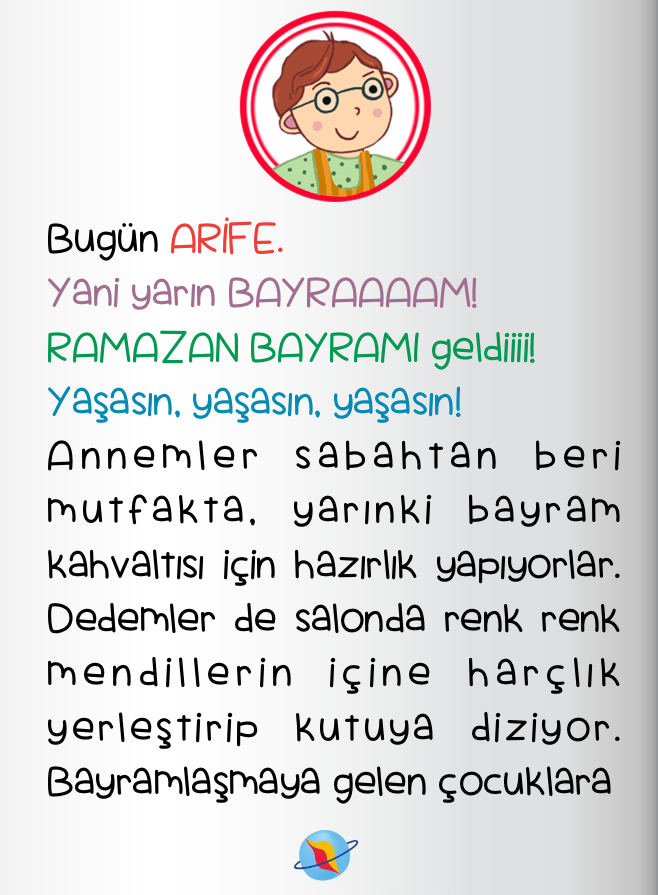 Bugün ARİFE.
Yani yarın BAYRAAAAM!
RAMAZAN BAYRAMI geldiiii!
Yaşasın, yaşasın, yaşasın!
Annemler sabahtan beri
mutfakta, yarınki bayram
kahvaltısı için hazırlık yapıyorlar.
Dedemler de salonda renk renk
mendillerin içine harçlık
yerleştirip kutuya diziyor.
Bayramlaşmaya gelen çocuklara